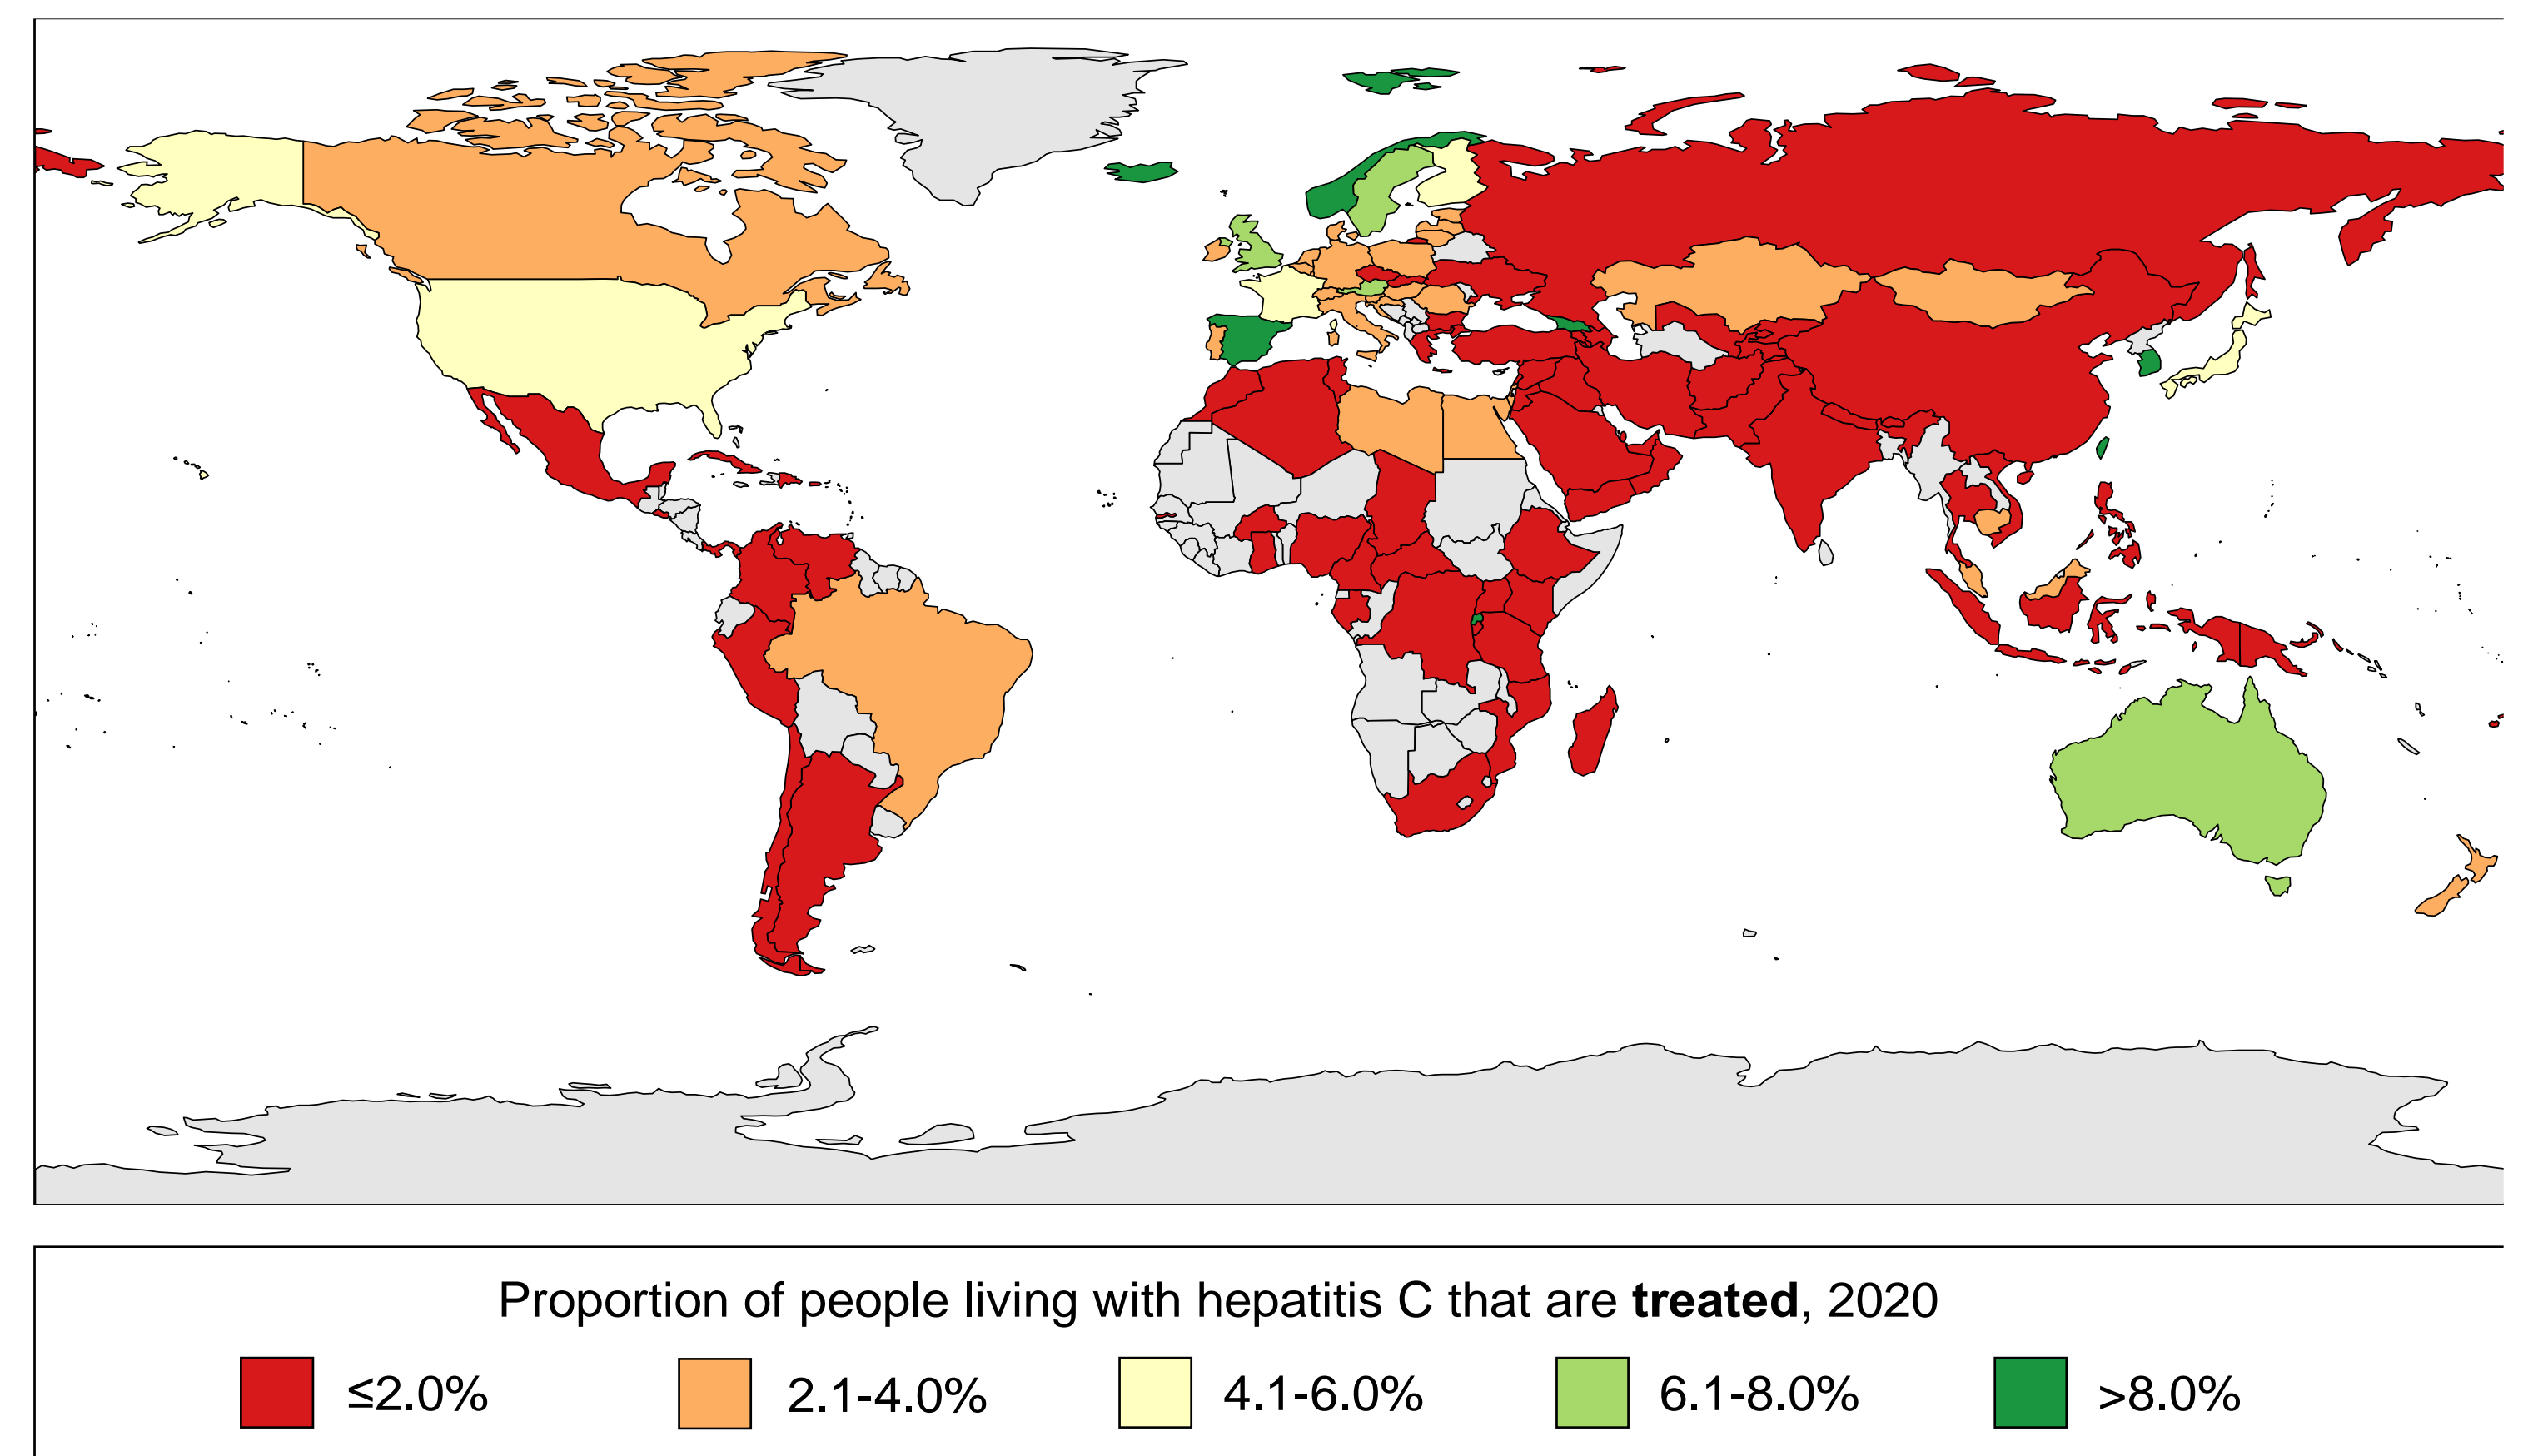 Proportion of people living with hepatitis C that are treated, 2020
≤2.0% 2.1-4.0% 4.1-6.0% 6.1-8.0% >8.0%